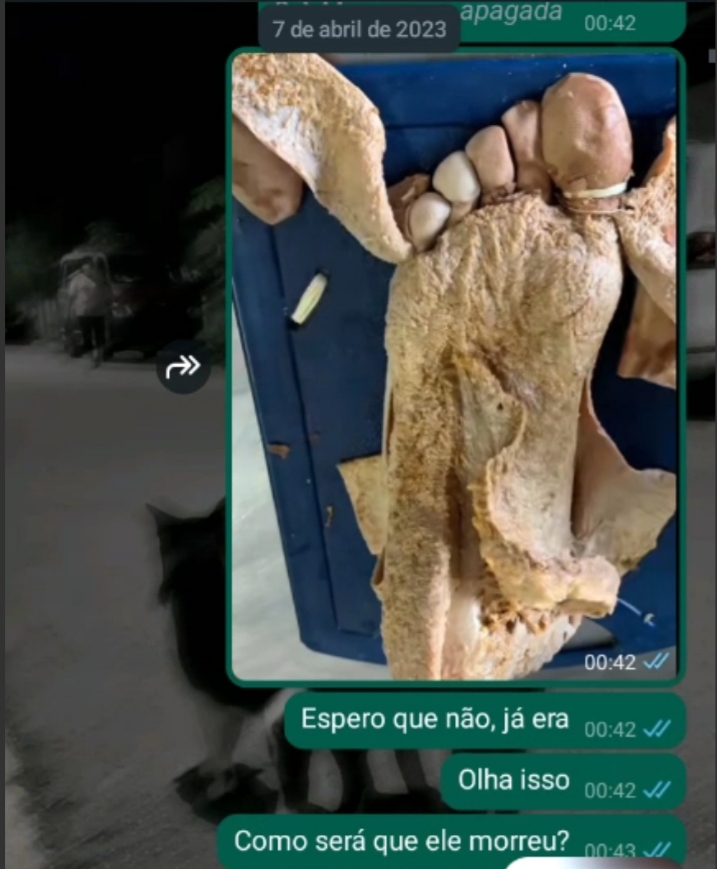 apagada 00:42
7 de abril de 2023
00:42
Espero que não, já era 00:42
Olha isso 00:42
Como será que ele morreu? 00:43